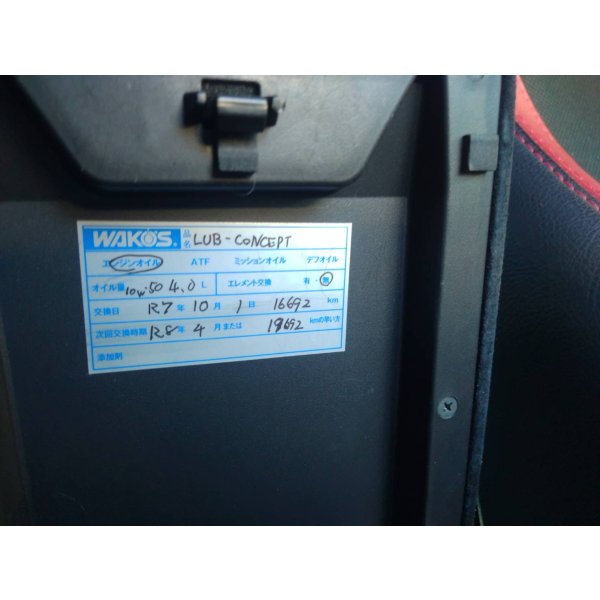 WAKO'S. 品名 LUB-CONCEPT
エンジンオイル ATF ミッションオイル デフオイル
オイル量 10W50 4.0 L エレメント交換 有・無
交換日 R.7 年 10 月 1 日 16692 km
次回交換時期 R8 年 4 月または 19692 kmの早い方
添加剤